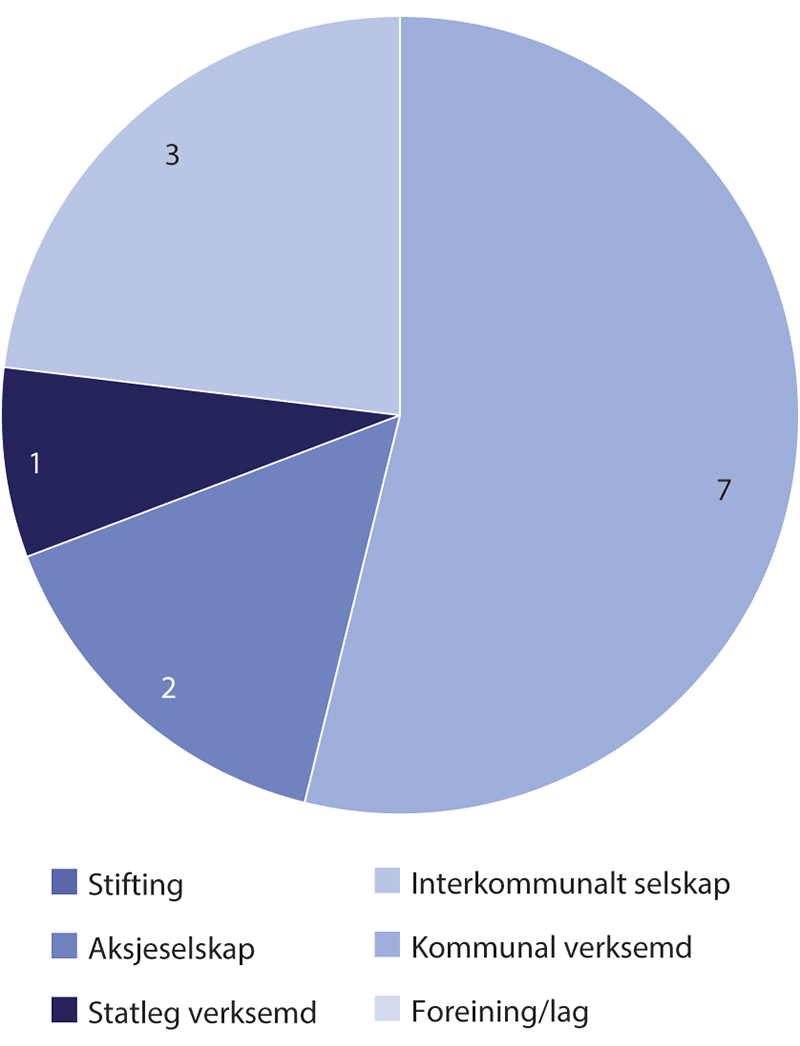 3
7
1
2
Stifting
Interkommunalt selskap
Aksjeselskap
Kommunal verksemd
Statleg verksemd
Foreining/lag